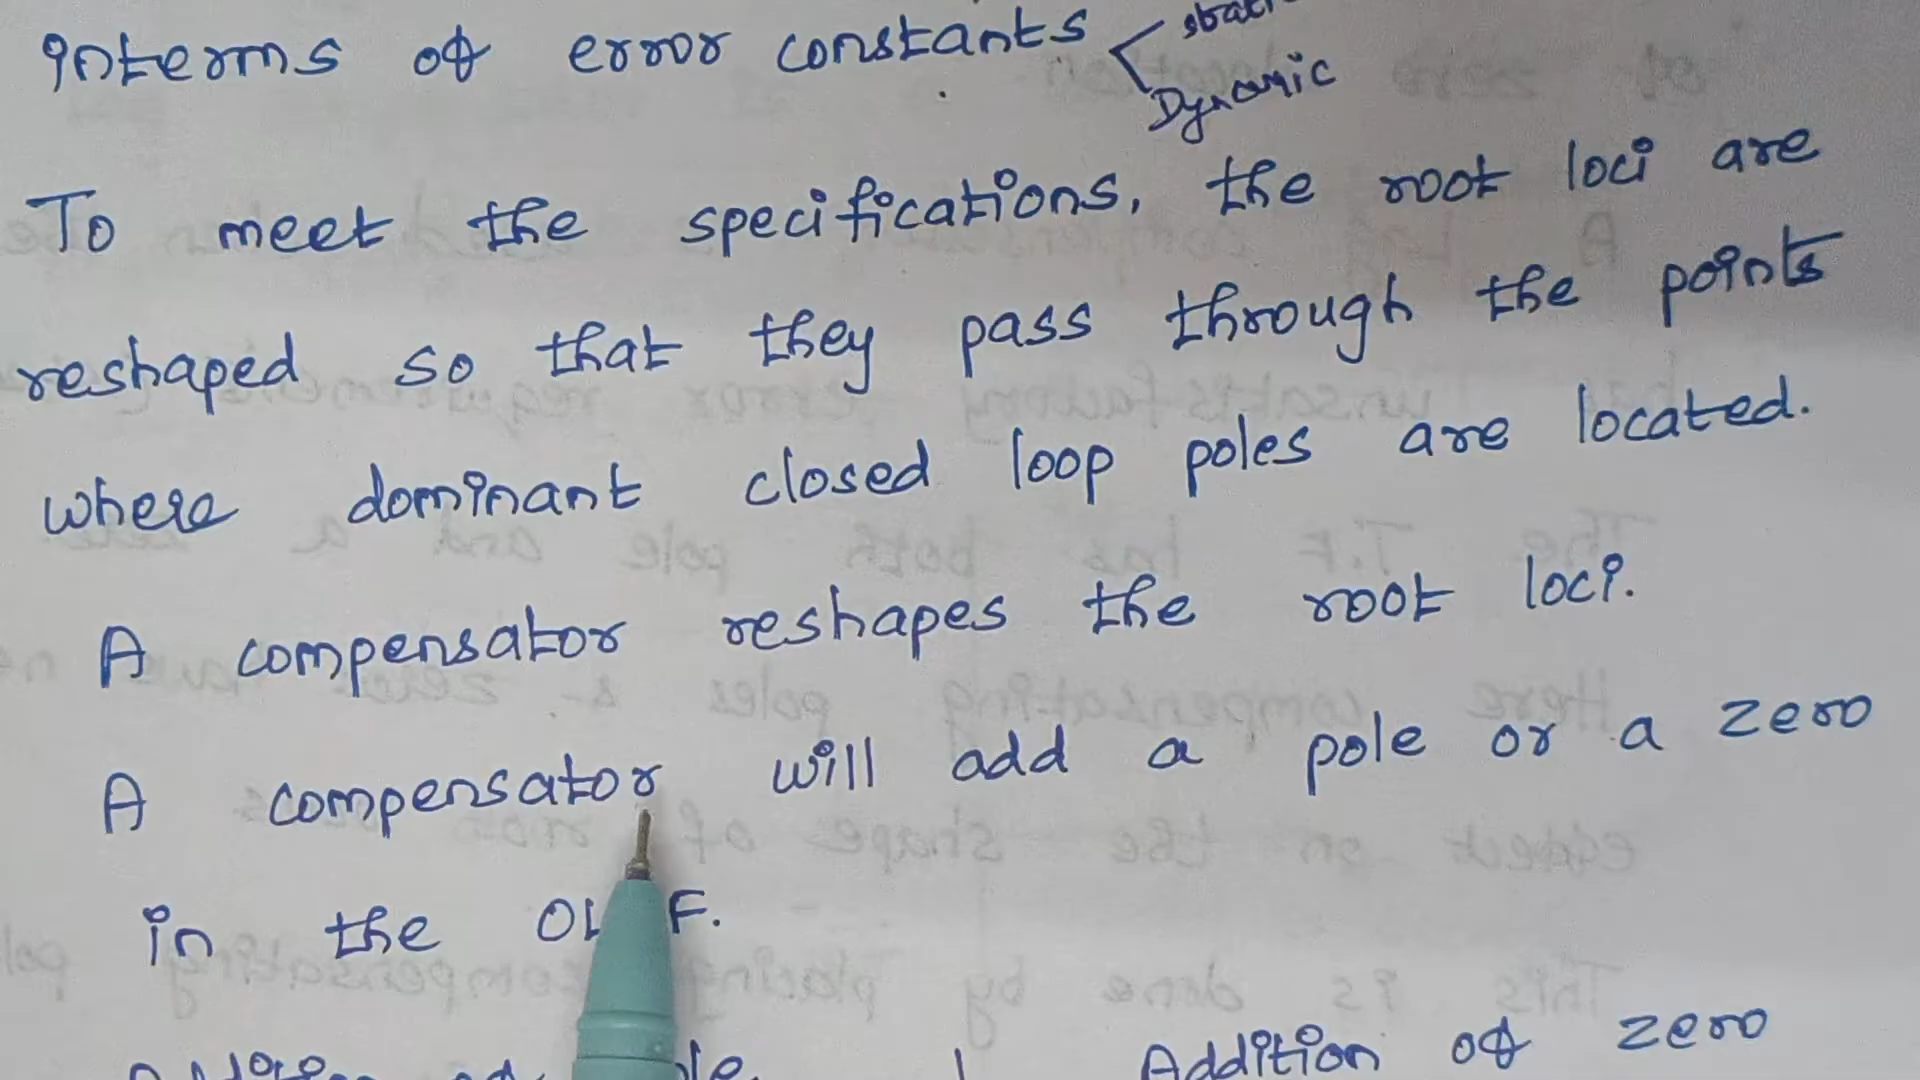 interms of error constants
Dynamic
To meet the specifications, the root loci are
reshaped so that they pass through the points
where dominant closed loop poles are located.
A compensator reshapes the root loci.
A compensator will add a pole or a zero
in the
Addition of zero